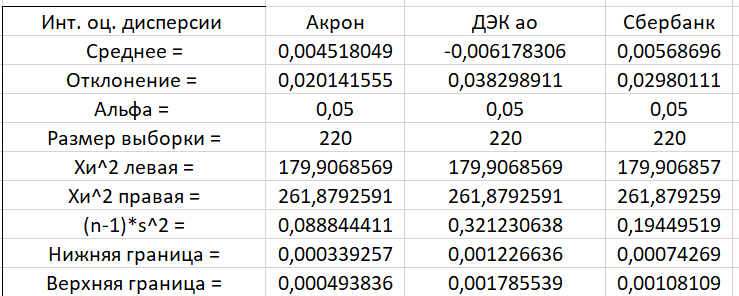 Инт. оц. дисперсии Акрон ДЭК ао Сбербанк
Среднее = 0,004518049 -0,006178306 0,00568696
Отклонение = 0,020141555 0,038298911 0,02980111
Альфа = 0,05 0,05 0,05
Размер выборки = 220 220 220
Хи^2 левая = 179,9068569 179,9068569 179,906857
Хи^2 правая = 261,8792591 261,8792591 261,879259
(n-1)*s^2 = 0,088844411 0,321230638 0,19449519
Нижняя граница = 0,000339257 0,001226636 0,00074269
Верхняя граница = 0,000493836 0,001785539 0,00108109